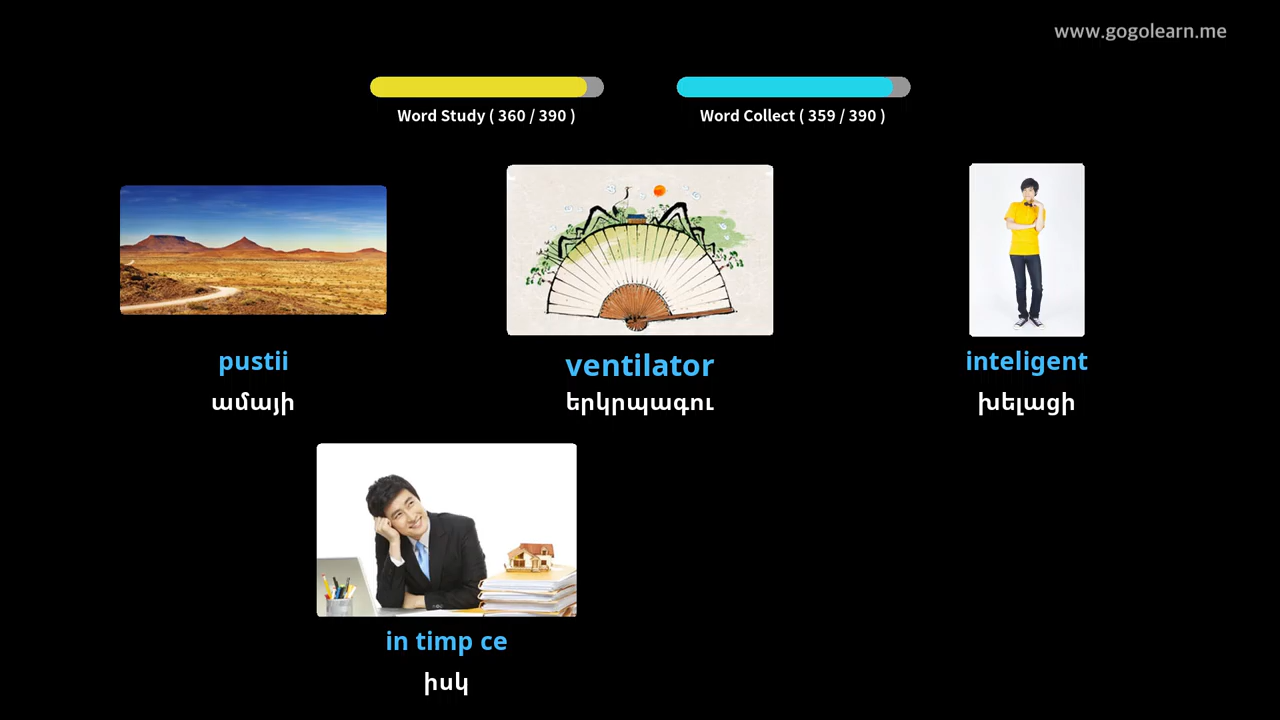 www.gogolearn.me
Word Study ( 360 / 390 )
Word Collect ( 359 / 390 )
pustii
ventilator
inteligent
ամայի
երկրպագու
խելացի
in timp ce
իսկ